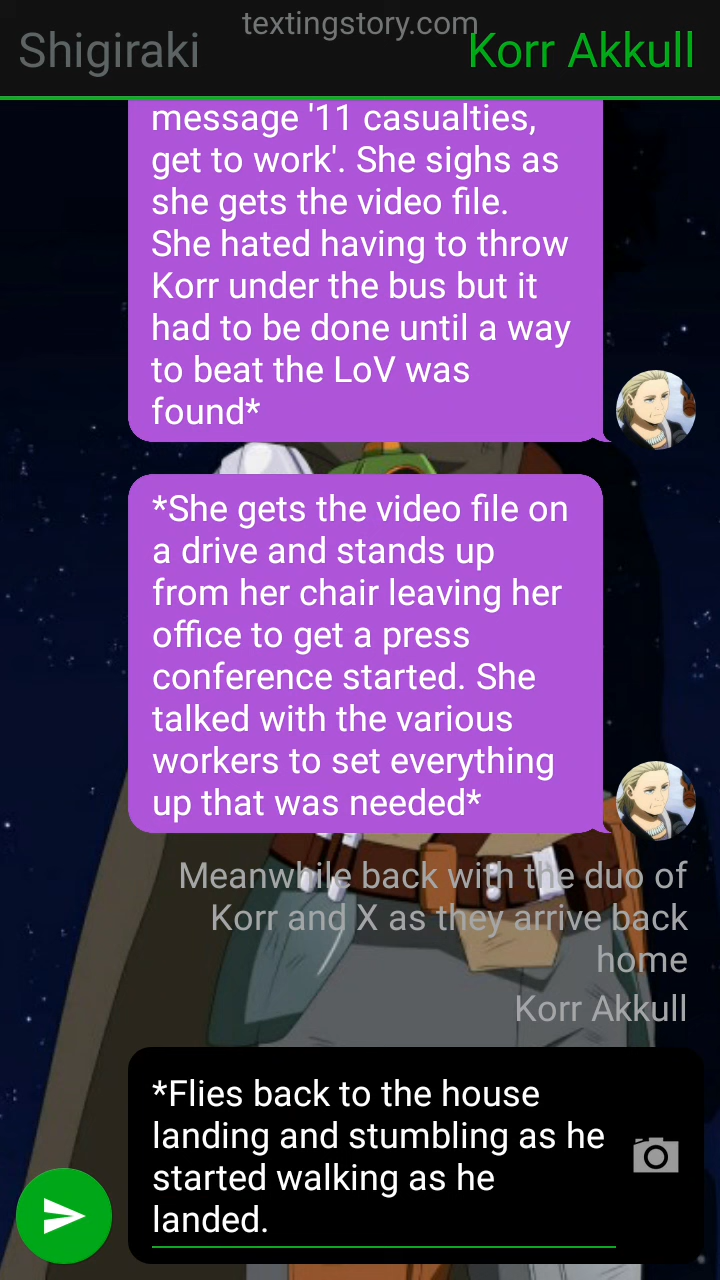 textingstory.com
Shigiraki
Korr Akkull
message '11 casualties,
get to work'. She sighs as
she gets the video file.
She hated having to throw
Korr under the bus but it
had to be done until a way
to beat the LoV was
found*
*She gets the video file on
a drive and stands up
from her chair leaving her
office to get a press
conference started. She
talked with the various
workers to set everything
up that was needed*
Meanwhile back with the duo of
Korr and X as they arrive back
home
Korr Akkull
*Flies back to the house
landing and stumbling as he
started walking as he
landed.